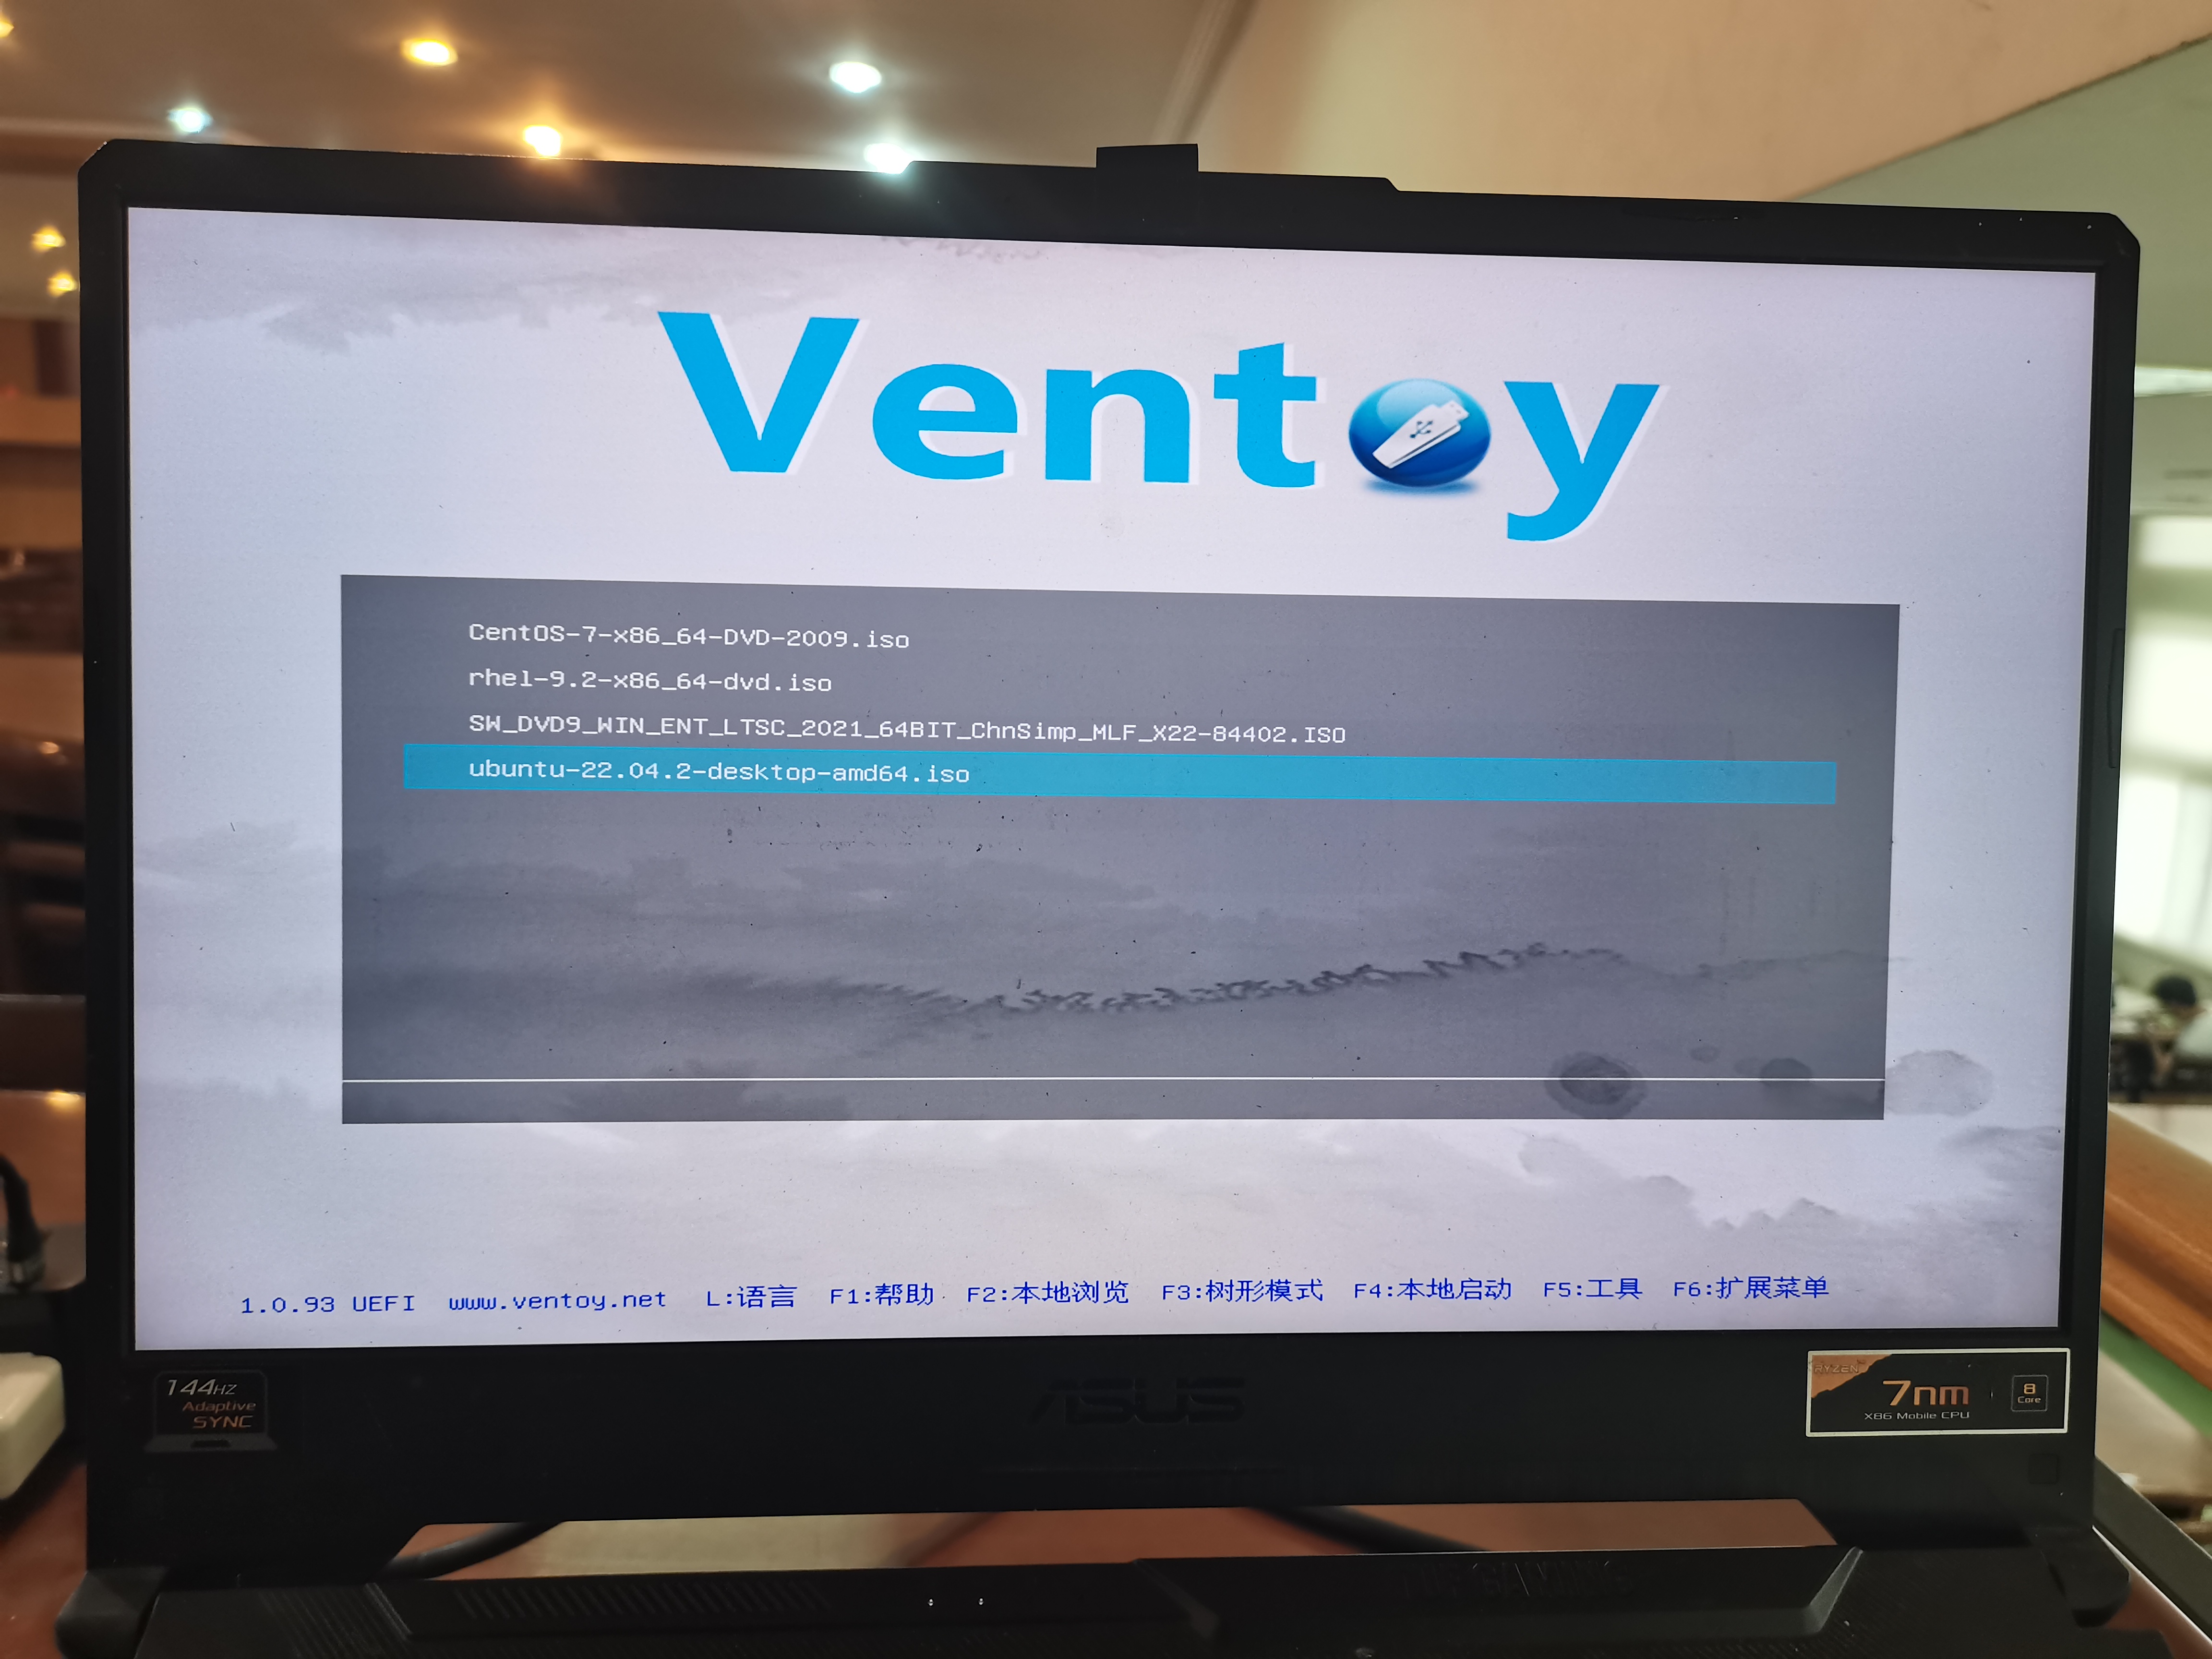 Ventoy
CentOS-7-x86_64-DVD-2009.iso
rhel-9.2-x86_64-dvd.iso
SW_DVD9_WIN_ENT_LTSC_2021_64BIT_ChnSimp_MLF_X22-84402.ISO
ubuntu-22.04.2-desktop-amd64.iso
1.0.93 UEFI www.ventoy.net L:语言 F1:帮助 F2:本地浏览 F3:树形模式 F4:本地启动 F5:工具 F6:扩展菜单
144HZ
Adaptive
SYNC
ASUS
RYZEN
7nm
X86 Mobile CPU
8
Core